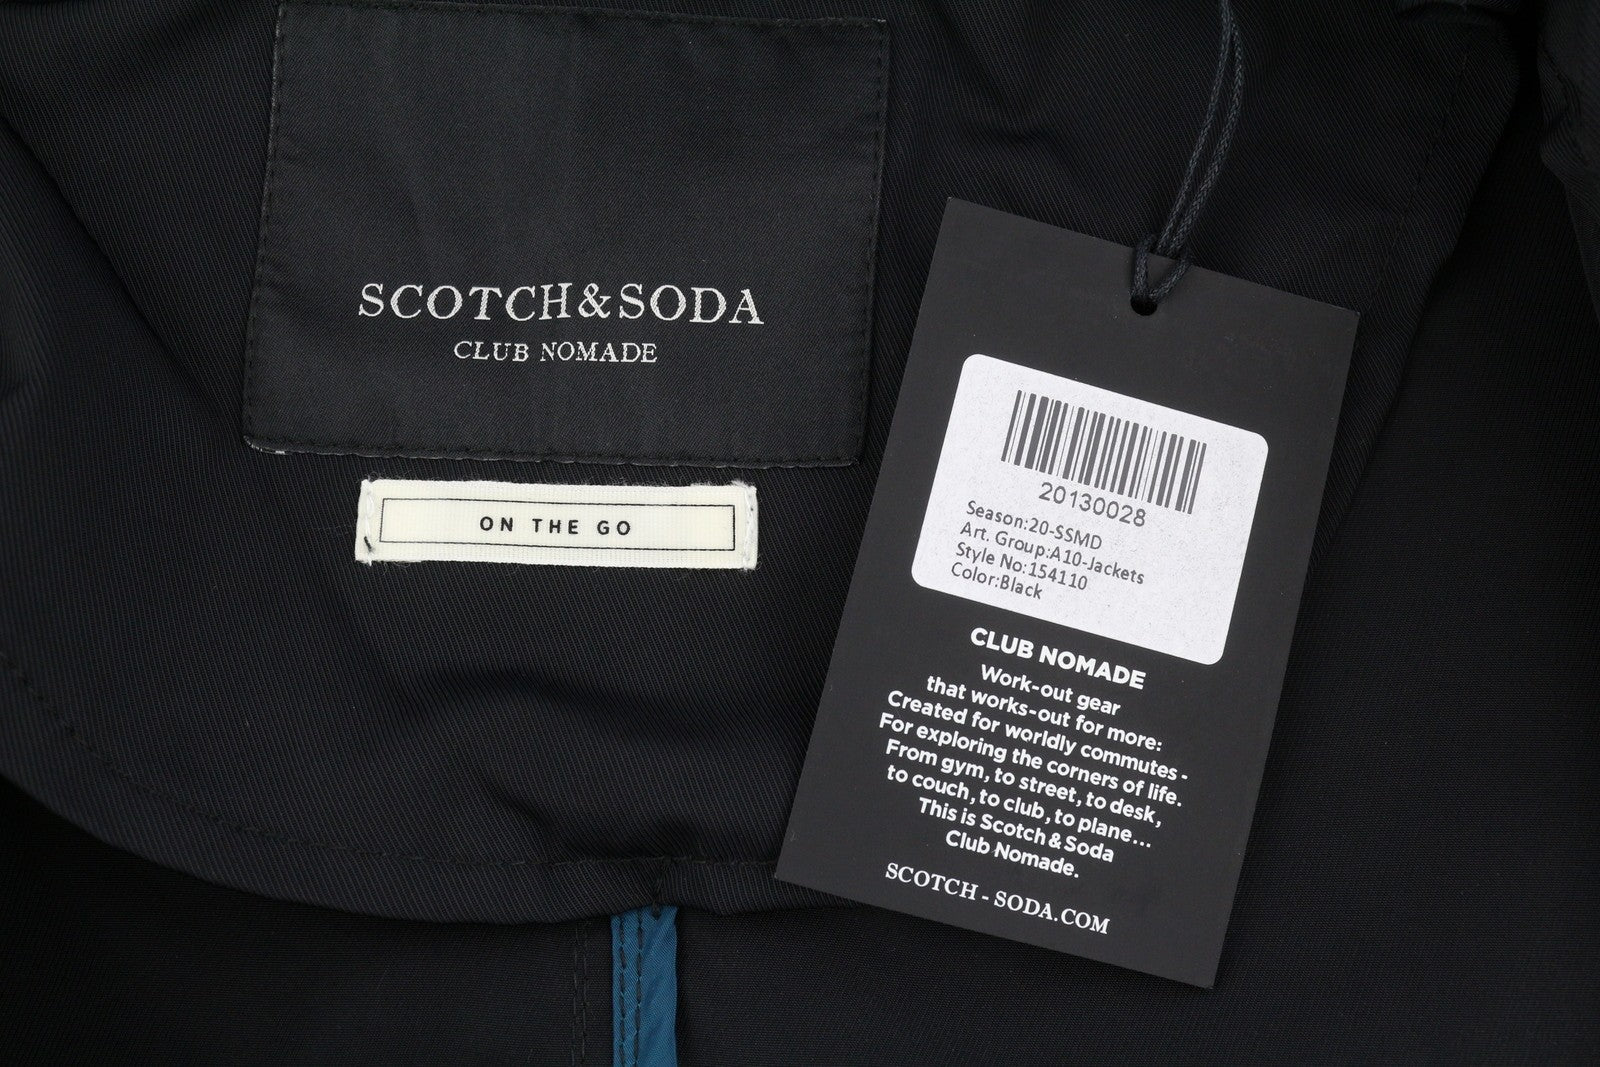 SCOTCH&SODA
CLUB NOMADE
ON THE GO
20130028
Season:20-SSMD
Art. Group:A10-Jackets
Style No:154110
Color:Black
CLUB NOMADE
Work-out gear
that works-out for more:
Created for worldly commutes -
For exploring the corners of life.
From gym, to street, to desk,
to couch, to club, to plane...
This is Scotch & Soda
Club Nomade.
SCOTCH - SODA.COM